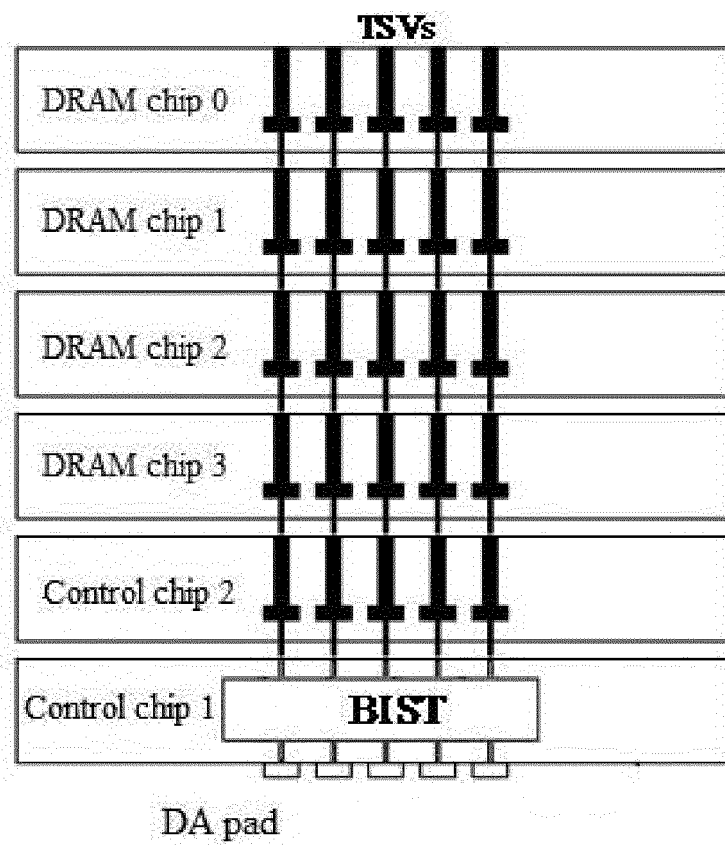 TSVs
DRAM chip 0
DRAM chip 1
DRAM chip 2
DRAM chip 3
Control chip 2
Control chip 1
BIST
DA pad